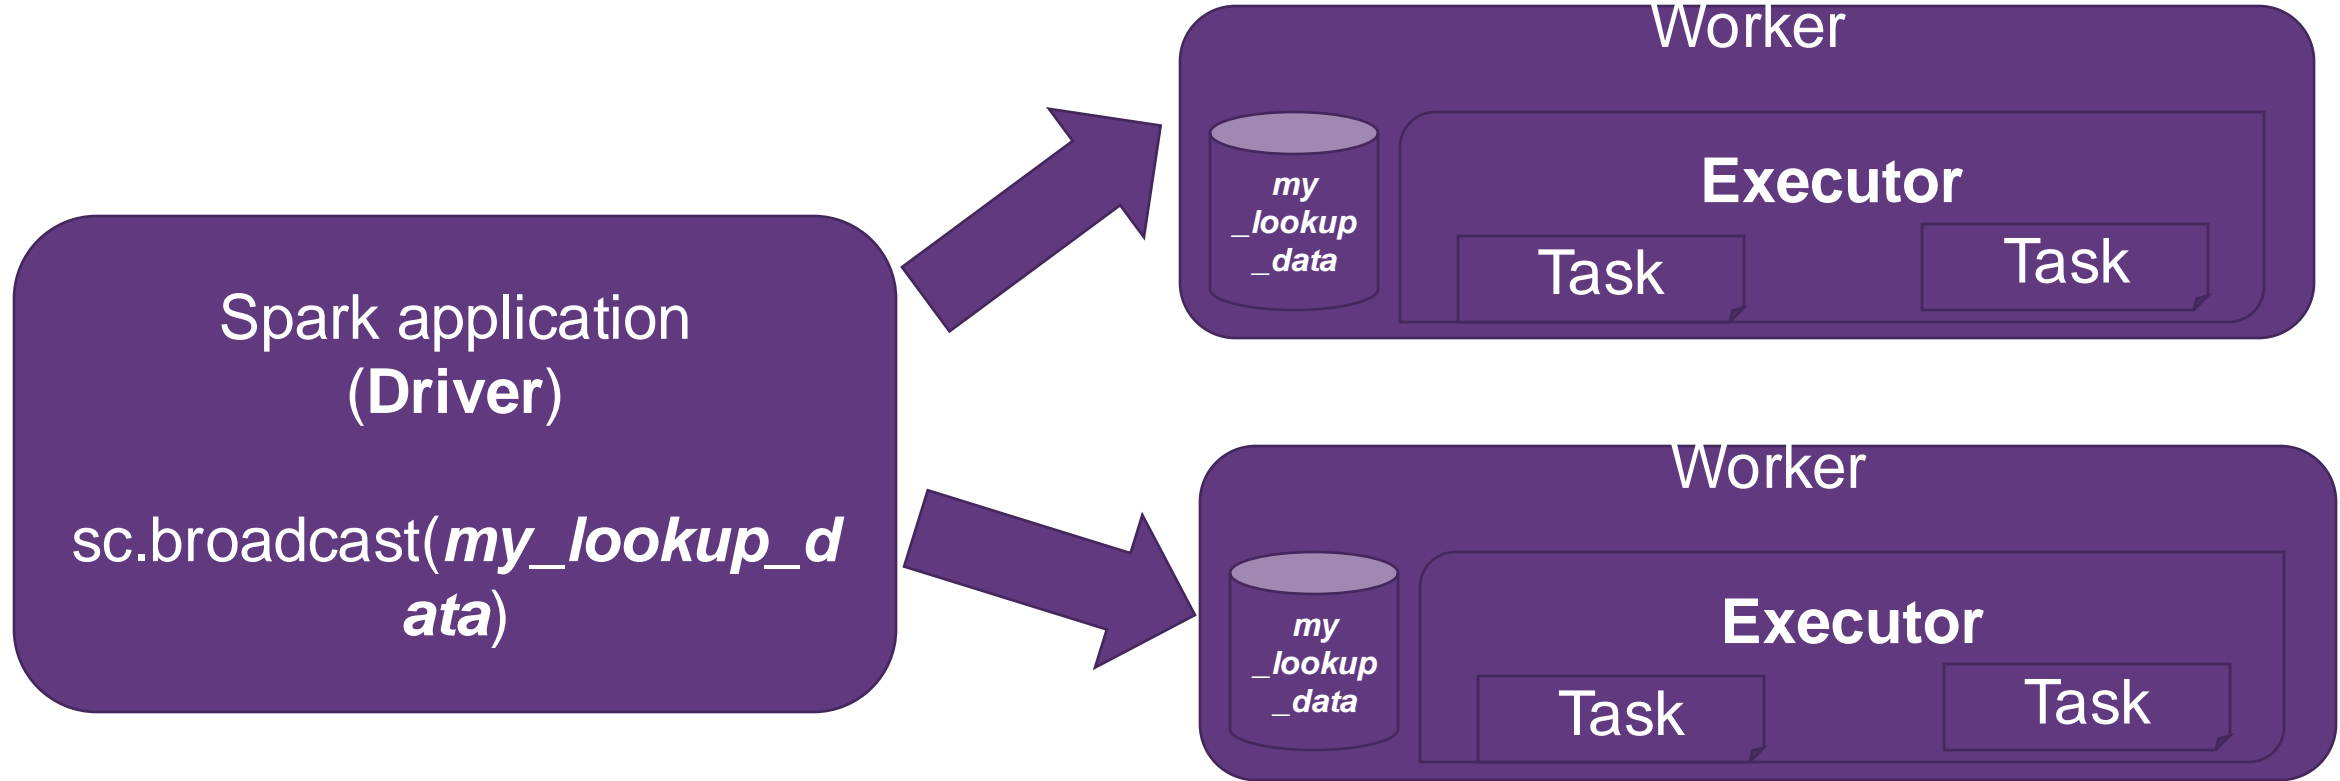 Spark application
(Driver)
sc.broadcast(my_lookup_d
ata)
Worker
my
_lookup
_data
Executor
Task
Task
Worker
my
_lookup
_data
Executor
Task
Task